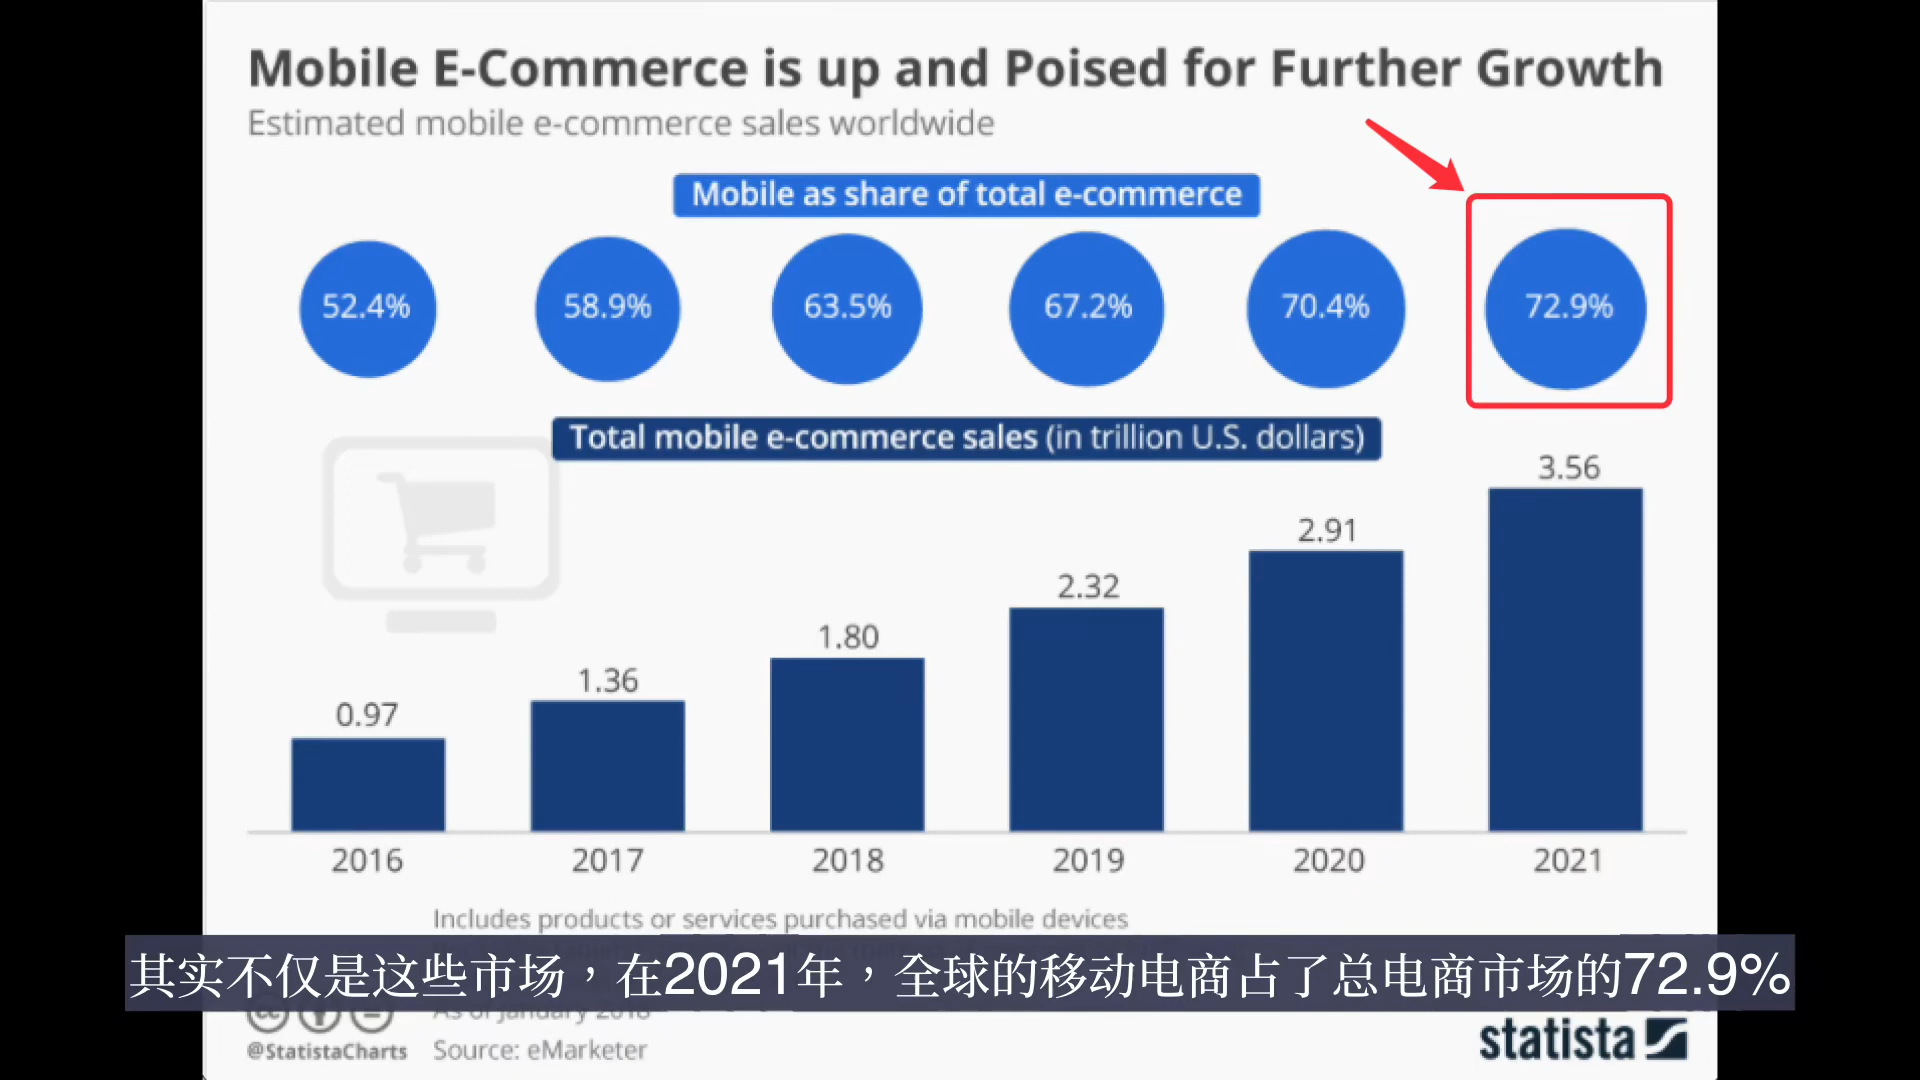 Mobile E-Commerce is up and Poised for Further Growth
Estimated mobile e-commerce sales worldwide
Mobile as share of total e-commerce
52.4% 58.9% 63.5% 67.2% 70.4% 72.9%
Total mobile e-commerce sales (in trillion U.S. dollars)
0.97 1.36 1.80 2.32 2.91 3.56
2016 2017 2018 2019 2020 2021
Includes products or services purchased via mobile devices
其实不仅是这些市场，在2021年，全球的移动电商占了总电商市场的72.9%
As of January 2018
@StatistaCharts Source: eMarketer
statista